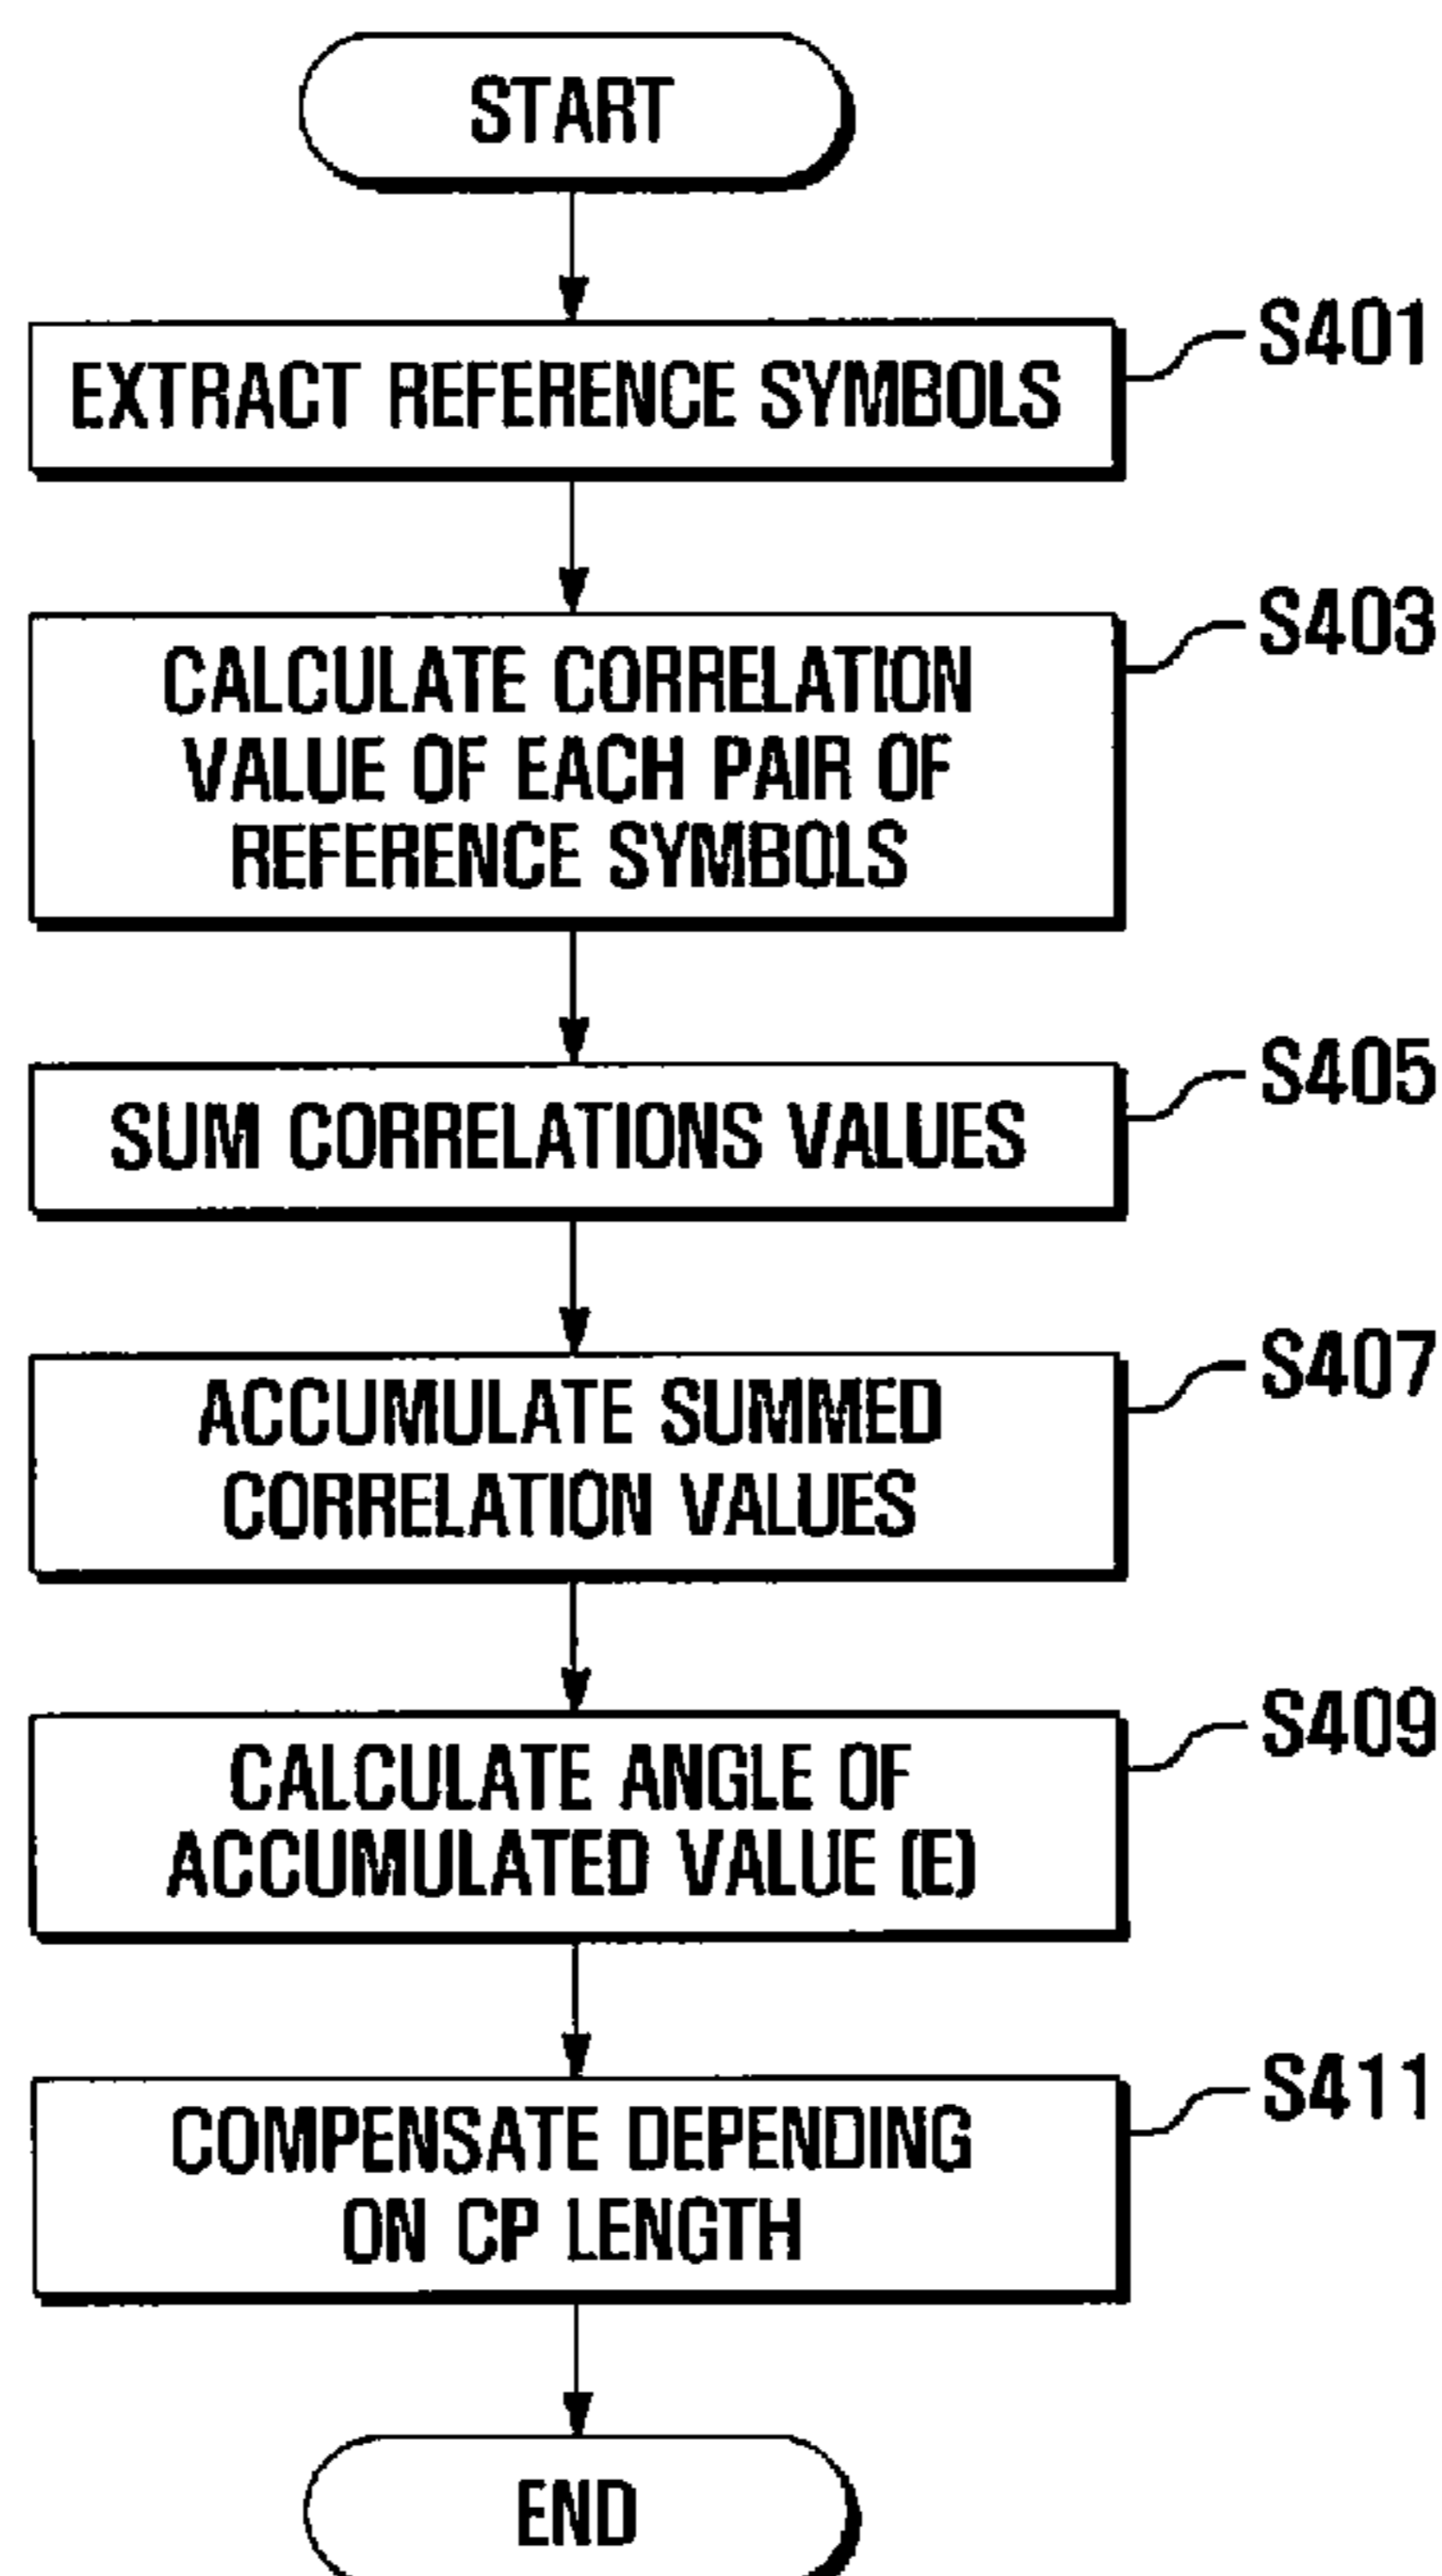 START
EXTRACT REFERENCE SYMBOLS
S401
CALCULATE CORRELATION
VALUE OF EACH PAIR OF
REFERENCE SYMBOLS
S403
SUM CORRELATIONS VALUES
S405
ACCUMULATE SUMMED
CORRELATION VALUES
S407
CALCULATE ANGLE OF
ACCUMULATED VALUE (E)
S409
COMPENSATE DEPENDING
ON CP LENGTH
S411
END